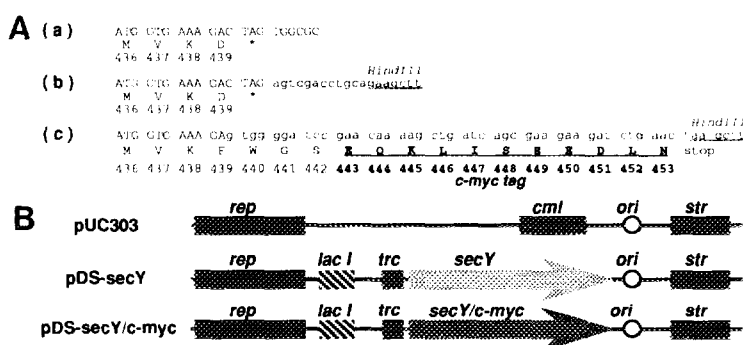 A (a) ATG GTG AAA GAC TAG TGGCGC
M V K D *
436 437 438 439
HindIII
(b) ATG GTG AAA GAC TAG agtcgacctgcagaagctt
M V K D *
436 437 438 439
HindIII
(c) ATG GTG AAA GAg tgg gga tcc gaa caa aag ctg atc agc gaa gaa gat ctg aac taagctt
M V K F W G S E Q K L I S E E D L N stop
436 437 438 439 440 441 442 443 444 445 446 447 448 449 450 451 452 453
c-myc tag
B rep cml ori str
pUC303
rep lac I trc secY ori str
pDS-secY
rep lac I trc secY/c-myc ori str
pDS-secY/c-myc